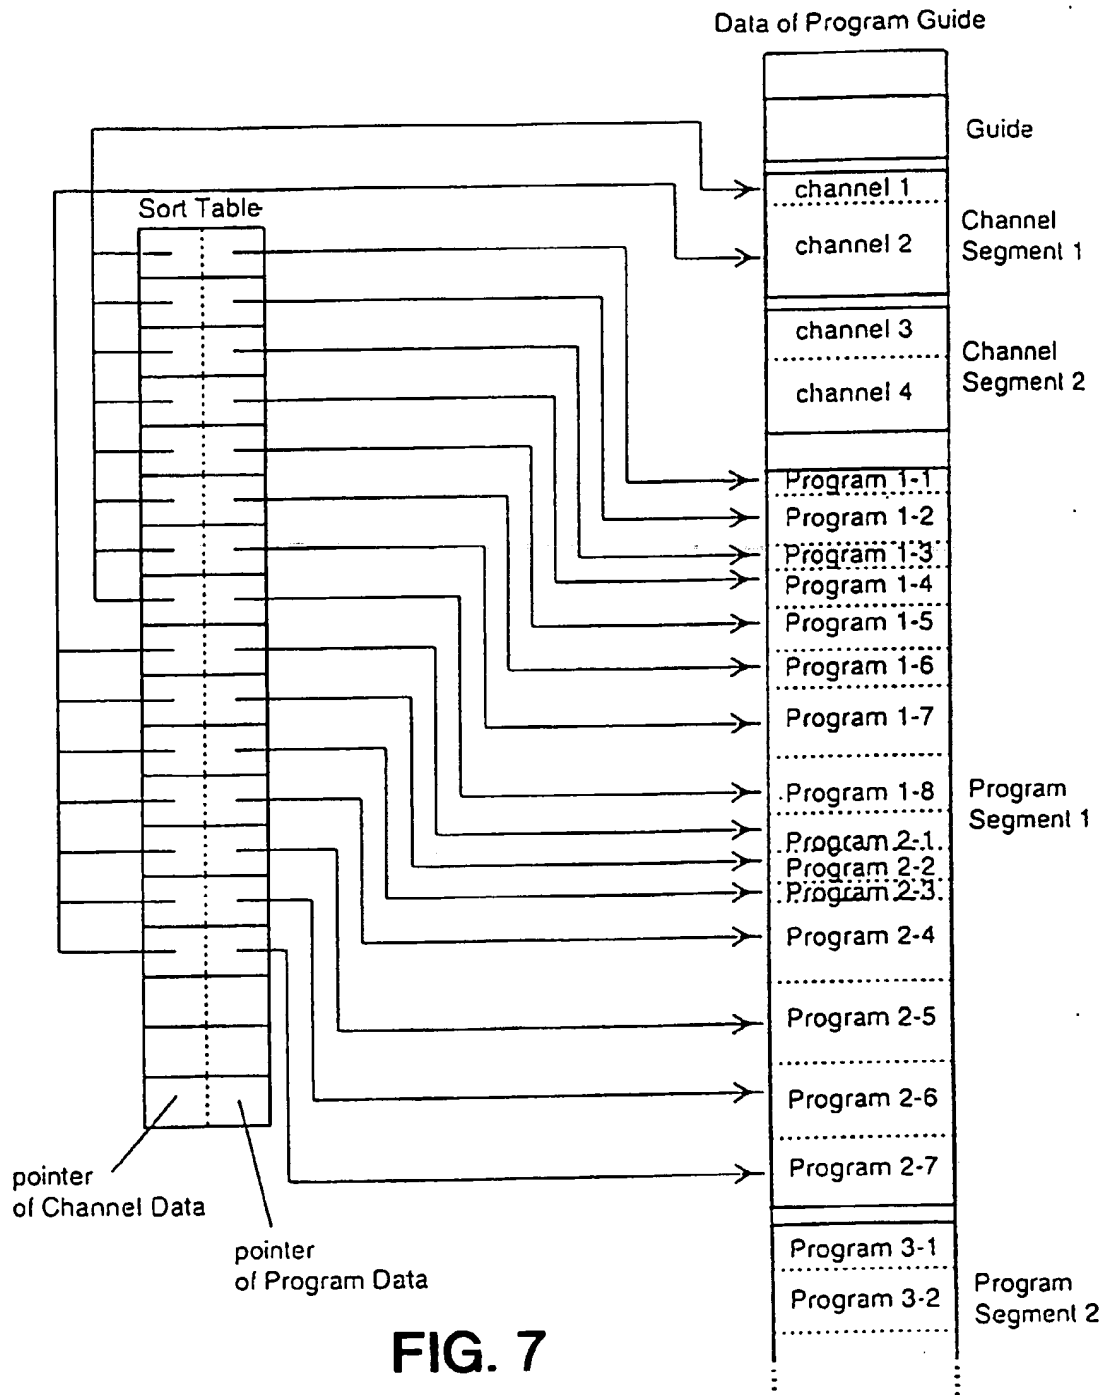 Data of Program Guide
Guide
channel 1
channel 2
Channel
Segment 1
channel 3
channel 4
Channel
Segment 2
Sort Table
Program 1-1
Program 1-2
Program 1-3
Program 1-4
Program 1-5
Program 1-6
Program 1-7
Program 1-8
Program 2-1
Program 2-2
Program 2-3
Program 2-4
Program 2-5
Program 2-6
Program 2-7
Program
Segment 1
Program 3-1
Program 3-2
Program
Segment 2
pointer
of Channel Data
pointer
of Program Data
FIG. 7